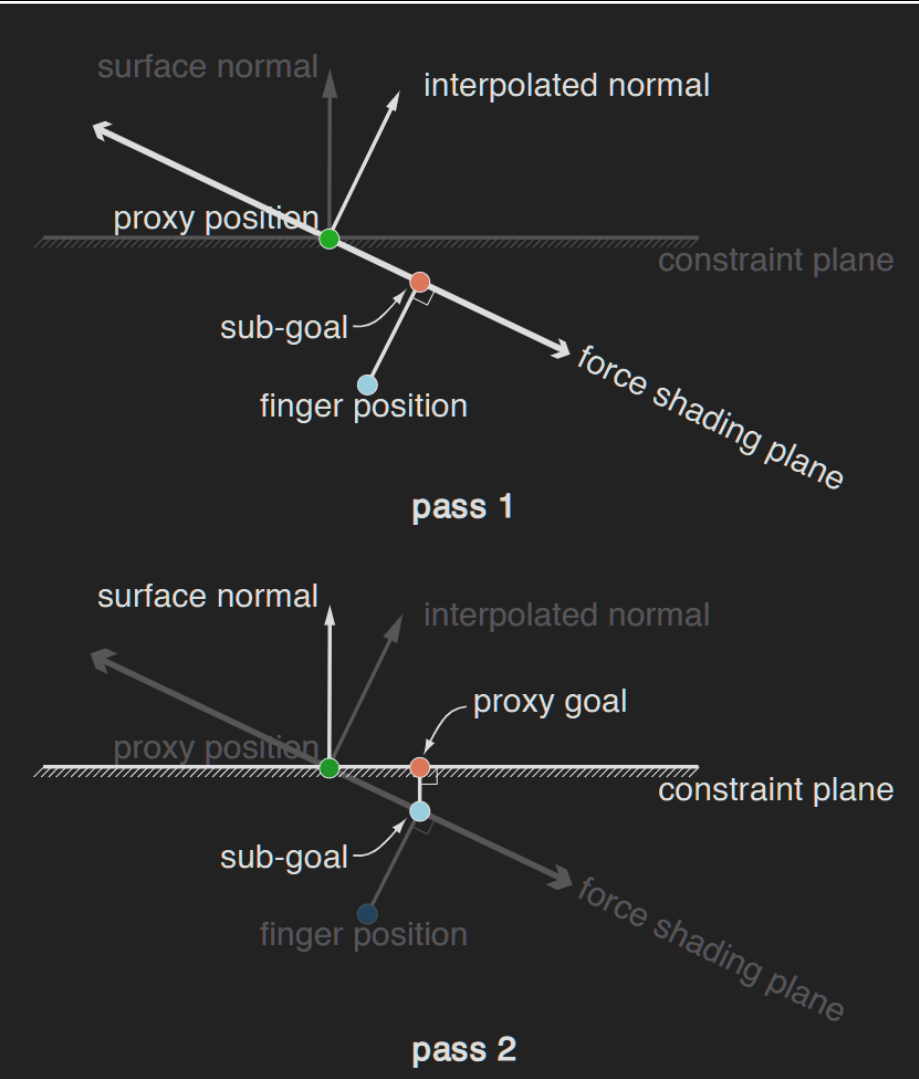 surface normal
interpolated normal
proxy position
constraint plane
sub-goal
finger position
force shading plane
pass 1
surface normal
interpolated normal
proxy goal
proxy position
constraint plane
sub-goal
finger position
force shading plane
pass 2